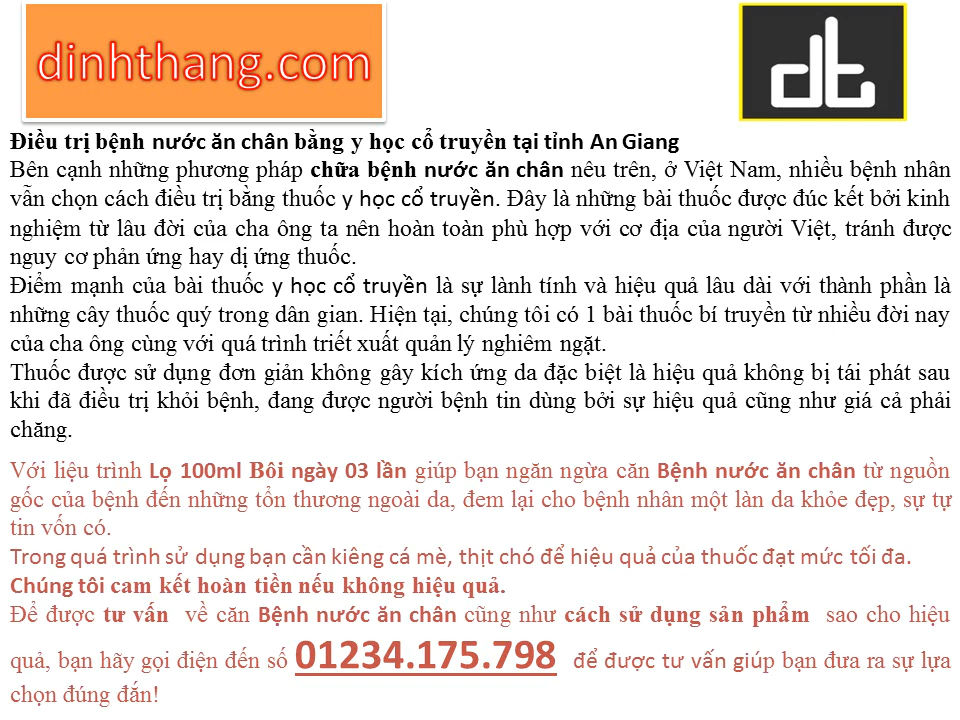 dinhthang.com
dt
Điều trị bệnh nước ăn chân bằng y học cổ truyền tại tỉnh An Giang
Bên cạnh những phương pháp chữa bệnh nước ăn chân nêu trên, ở Việt Nam, nhiều bệnh nhân
vẫn chọn cách điều trị bằng thuốc y học cổ truyền. Đây là những bài thuốc được đúc kết bởi kinh
nghiệm từ lâu đời của cha ông ta nên hoàn toàn phù hợp với cơ địa của người Việt, tránh được
nguy cơ phản ứng hay dị ứng thuốc.
Điểm mạnh của bài thuốc y học cổ truyền là sự lành tính và hiệu quả lâu dài với thành phần là
những cây thuốc quý trong dân gian. Hiện tại, chúng tôi có 1 bài thuốc bí truyền từ nhiều đời nay
của cha ông cùng với quá trình triết xuất quản lý nghiêm ngặt.
Thuốc được sử dụng đơn giản không gây kích ứng da đặc biệt là hiệu quả không bị tái phát sau
khi đã điều trị khỏi bệnh, đang được người bệnh tin dùng bởi sự hiệu quả cũng như giá cả phải
chăng.
Với liệu trình Lọ 100ml Bôi ngày 03 lần giúp bạn ngăn ngừa căn Bệnh nước ăn chân từ nguồn
gốc của bệnh đến những tổn thương ngoài da, đem lại cho bệnh nhân một làn da khỏe đẹp, sự tự
tin vốn có.
Trong quá trình sử dụng bạn cần kiêng cá mè, thịt chó để hiệu quả của thuốc đạt mức tối đa.
Chúng tôi cam kết hoàn tiền nếu không hiệu quả.
Để được tư vấn về căn Bệnh nước ăn chân cũng như cách sử dụng sản phẩm sao cho hiệu
quả, bạn hãy gọi điện đến số 01234.175.798 để được tư vấn giúp bạn đưa ra sự lựa
chọn đúng đắn!